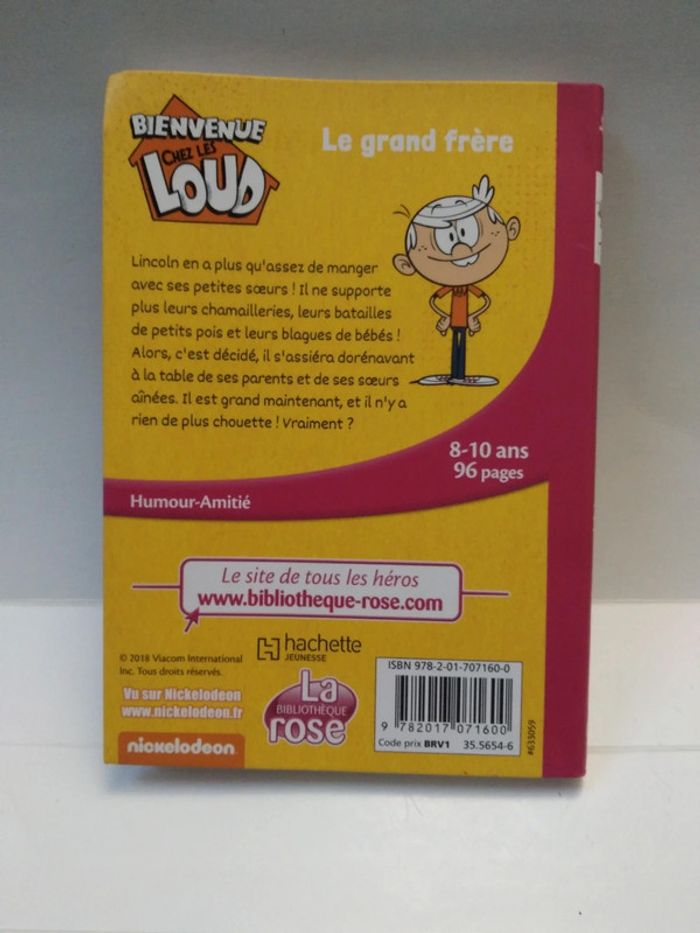 BIENVENUE
CHEZ LES
LOUD
Le grand frère
Lincoln en a plus qu'assez de manger
avec ses petites sœurs ! Il ne supporte
plus leurs chamailleries, leurs batailles
de petits pois et leurs blagues de bébés !
Alors, c'est décidé, il s'assiéra dorénavant
à la table de ses parents et de ses sœurs
aînées. Il est grand maintenant, et il n'y a
rien de plus chouette ! Vraiment ?
8-10 ans
96 pages
Humour-Amitié
Le site de tous les héros
www.bibliotheque-rose.com
© 2018 Viacom International
Inc. Tous droits réservés.
Vu sur Nickelodeon
www.nickelodeon.fr
nickelodeon
hachette
JEUNESSE
La
BIBLIOTHÈQUE
rose
ISBN 978-2-01-707160-0
9 782017 071600
Code prix BRV1 35.5654-6
#633059